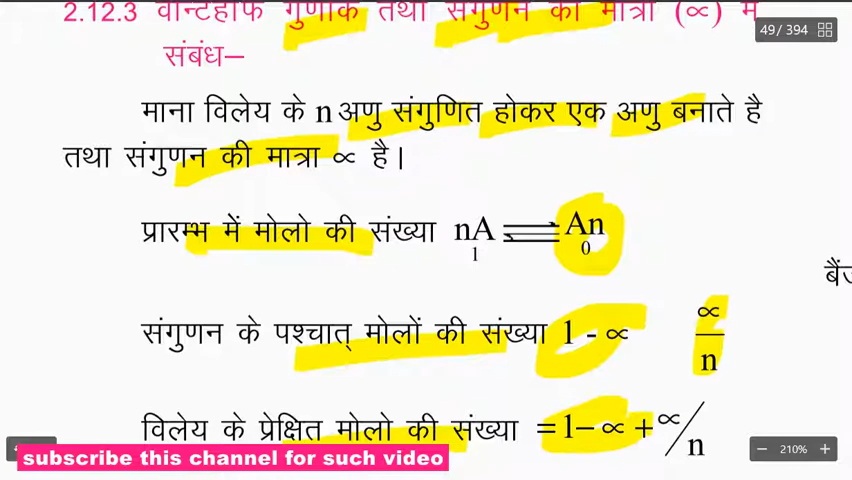 2.12.3 वान्टहॉफ गुणांक तथा संगुणन की मात्रा (∝) में
49 / 394
संबंध–
माना विलेय के n अणु संगुणित होकर एक अणु बनाते है
तथा संगुणन की मात्रा ∝ है।
प्रारम्भ में मोलो की संख्या nA ⇌ An
1 0
संगुणन के पश्चात् मोलों की संख्या 1 - ∝ ∝/n
विलेय के प्रेक्षित मोलो की संख्या = 1– ∝ + ∝/n
subscribe this channel for such video
− 210% +